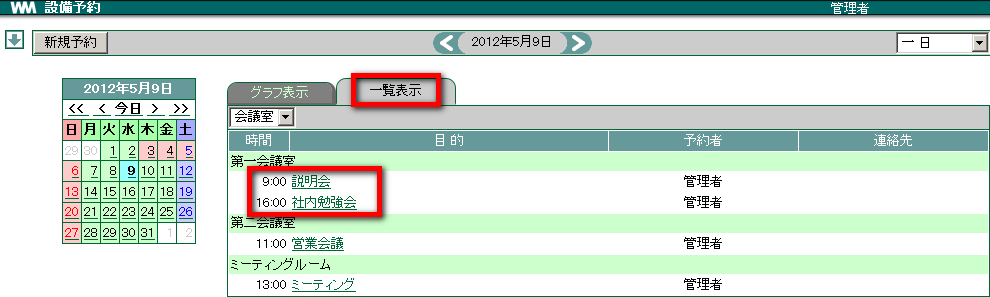 WM 設備予約 管理者
新規予約 2012年5月9日 一日
2012年5月9日
<< < 今日 > >>
日 月 火 水 木 金 土
29 30 1 2 3 4 5
6 7 8 9 10 11 12
13 14 15 16 17 18 19
20 21 22 23 24 25 26
27 28 29 30 31 1 2
グラフ表示 一覧表示
会議室
時間 目的 予約者 連絡先
第一会議室
9:00 説明会 管理者
16:00 社内勉強会 管理者
第二会議室
11:00 営業会議 管理者
ミーティングルーム
13:00 ミーティング 管理者